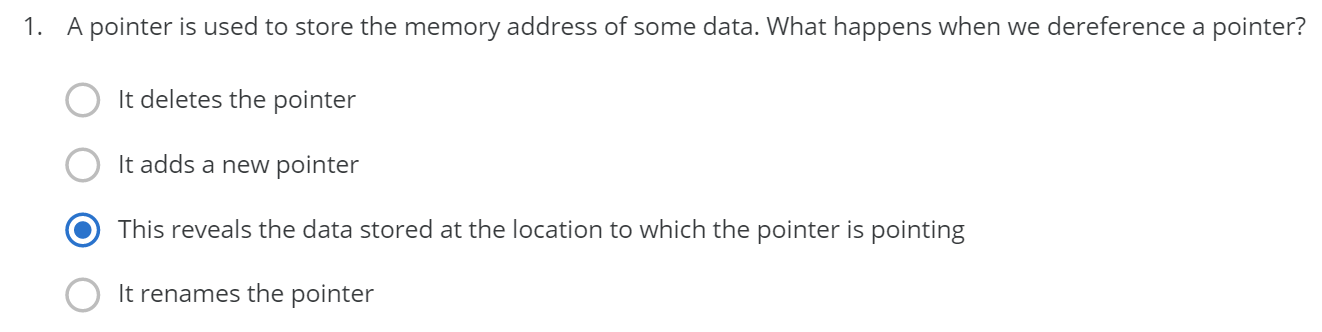 1. A pointer is used to store the memory address of some data. What happens when we dereference a pointer?
It deletes the pointer
It adds a new pointer
This reveals the data stored at the location to which the pointer is pointing
It renames the pointer